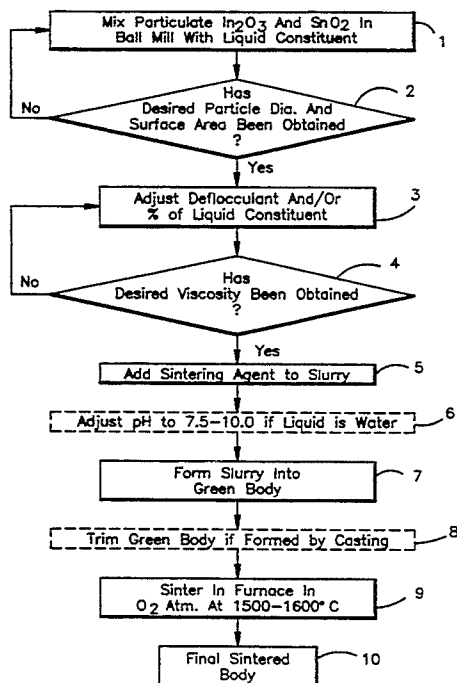 Mix Particulate In2O3 And SnO2 In
Ball Mill With Liquid Constituent
1
Has
Desired Particle Dia. And
Surface Area Been Obtained
?
2
No
Yes
Adjust Deflocculant And/Or
% of Liquid Constituent
3
Has
Desired Viscosity Been Obtained
?
4
No
Yes
Add Sintering Agent to Slurry
5
Adjust pH to 7.5-10.0 if Liquid is Water
6
Form Slurry Into
Green Body
7
Trim Green Body if Formed by Casting
8
Sinter In Furnace In
O2 Atm. At 1500-1600°C
9
Final Sintered
Body
10